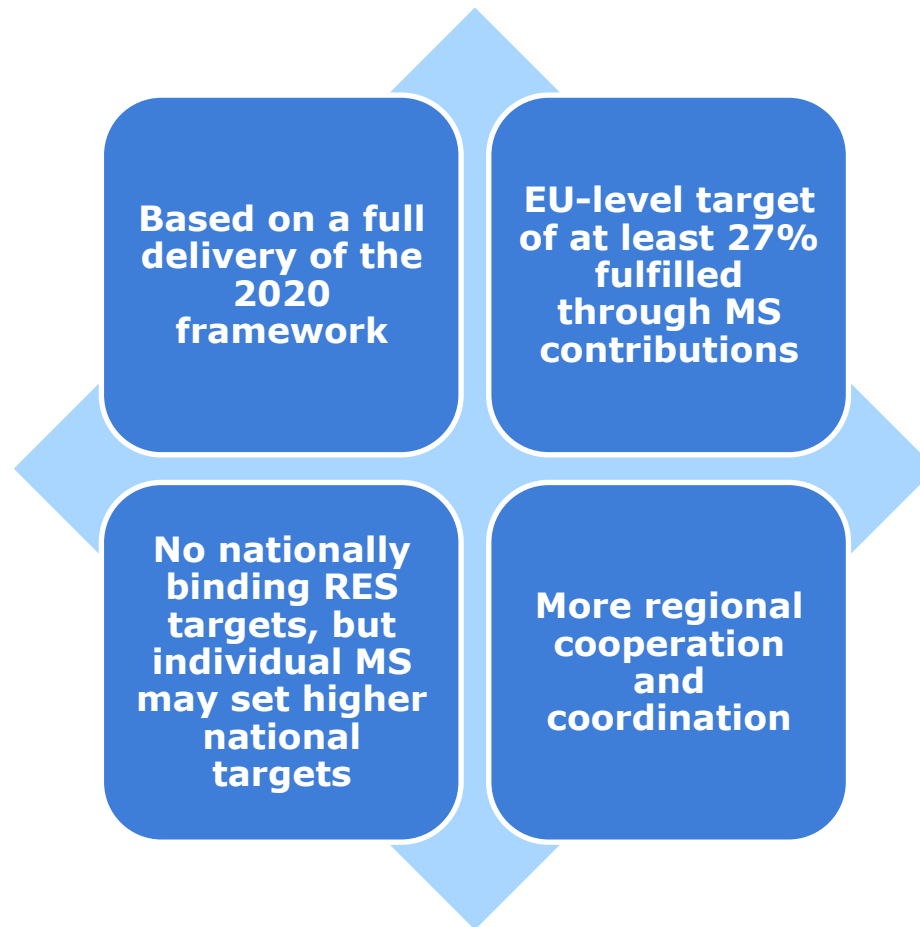 Based on a full
delivery of the
2020
framework
EU–level target
of at least 27%
fulfilled
through MS
contributions
No nationally
binding RES
targets, but
individual MS
may set higher
national
targets
More regional
cooperation
and
coordination